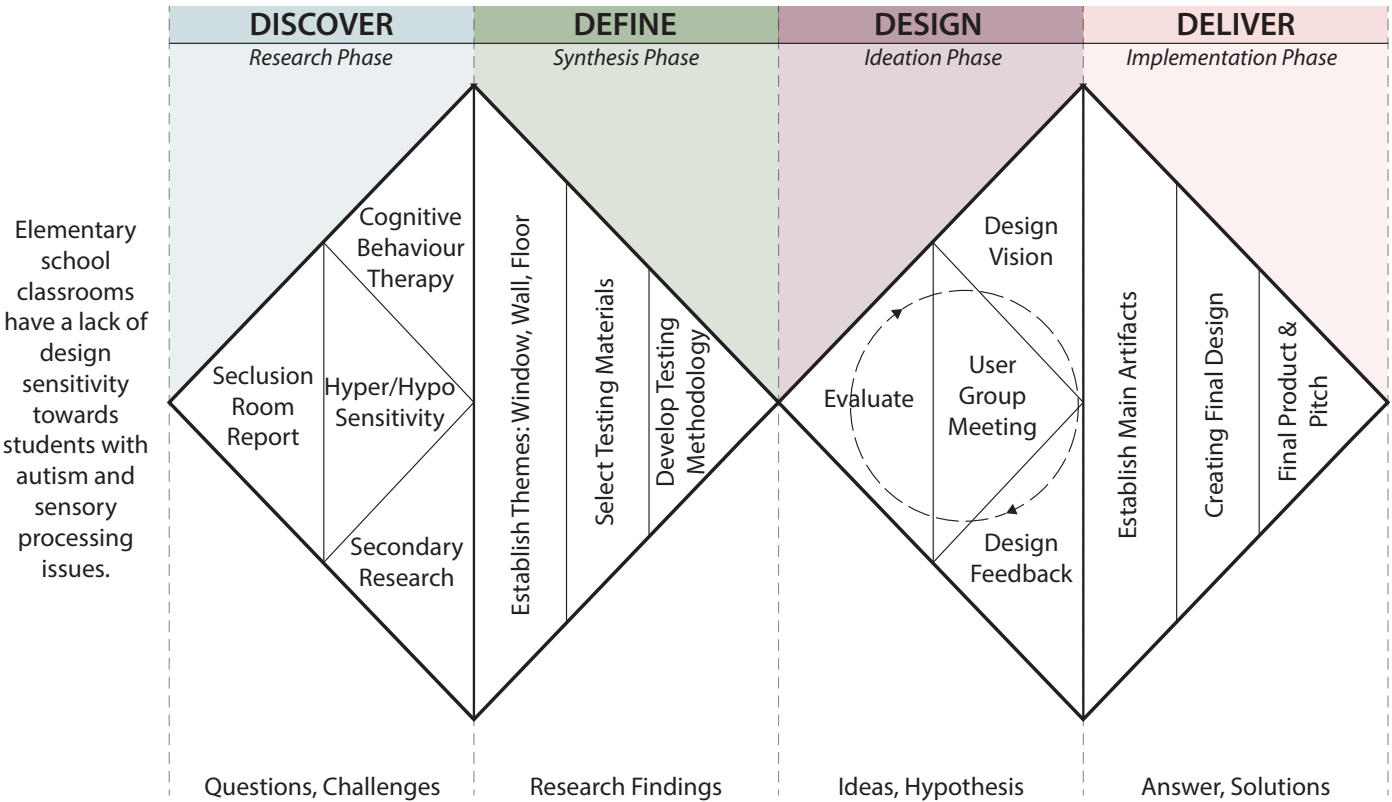 DISCOVER
Research Phase
DEFINE
Synthesis Phase
DESIGN
Ideation Phase
DELIVER
Implementation Phase
Elementary
school
classrooms
have a lack of
design
sensitivity
towards
students with
autism and
sensory
processing
issues.
Seclusion
Room
Report
Cognitive
Behaviour
Therapy
Hyper/Hypo
Sensitivity
Secondary
Research
Establish Themes: Window, Wall, Floor
Select Testing Materials
Develop Testing
Methodology
Evaluate
Design
Vision
User
Group
Meeting
Design
Feedback
Establish Main Artifacts
Creating Final Design
Final Product &
Pitch
Questions, Challenges
Research Findings
Ideas, Hypothesis
Answer, Solutions